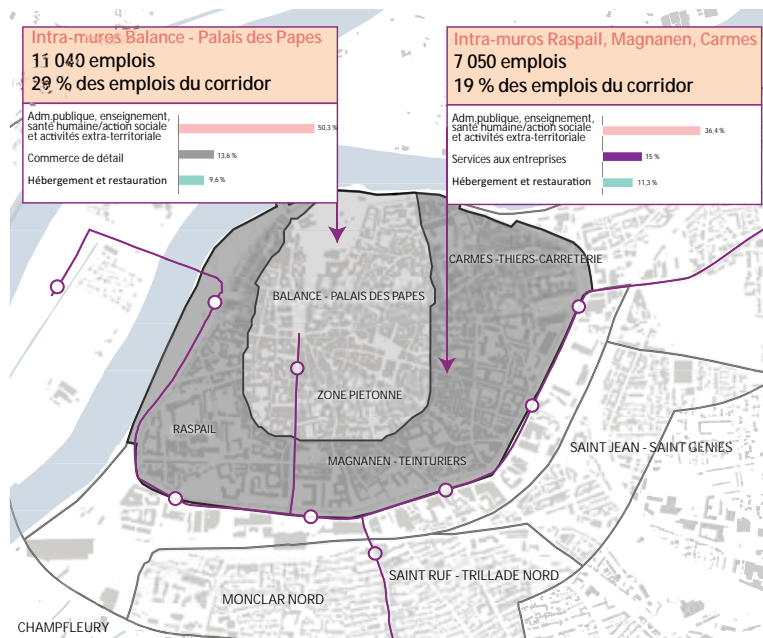 Intra-muros Balance - Palais des Papes
11 040 emplois
29 % des emplois du corridor
Adm.publique, enseignement,
santé humaine/action sociale
et activités extra-territoriale
50,3 %
Commerce de détail
13,6 %
Hébergement et restauration
9,6 %
Intra-muros Raspail, Magnanen, Carmes
7 050 emplois
19 % des emplois du corridor
Adm.publique, enseignement,
santé humaine/action sociale
et activités extra-territoriale
36,4 %
Services aux entreprises
15 %
Hébergement et restauration
11,3 %
CARMES -THIERS-CARRETERIE
BALANCE - PALAIS DES PAPES
ZONE PIETONNE
RASPAIL
MAGNANEN - TEINTURIERS
SAINT JEAN - SAINT GENIES
SAINT RUF - TRILLADE NORD
MONCLAR NORD
CHAMPFLEURY